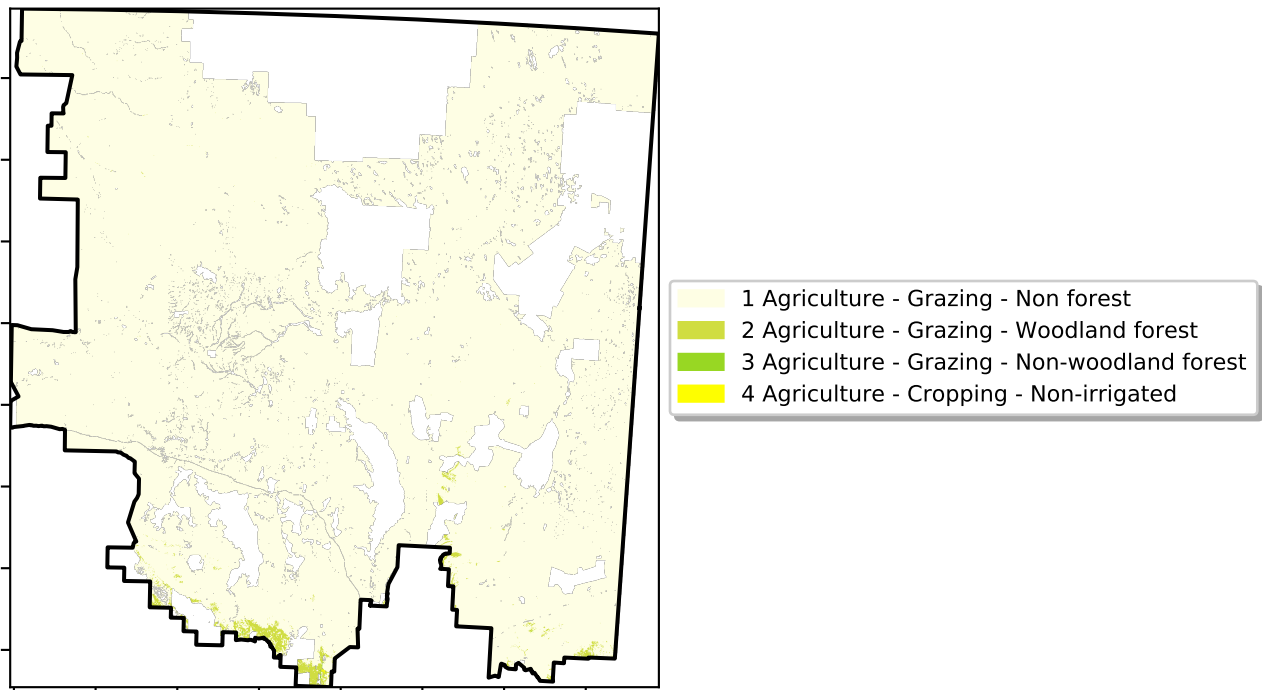 1 Agriculture - Grazing - Non forest
2 Agriculture - Grazing - Woodland forest
3 Agriculture - Grazing - Non-woodland forest
4 Agriculture - Cropping - Non-irrigated